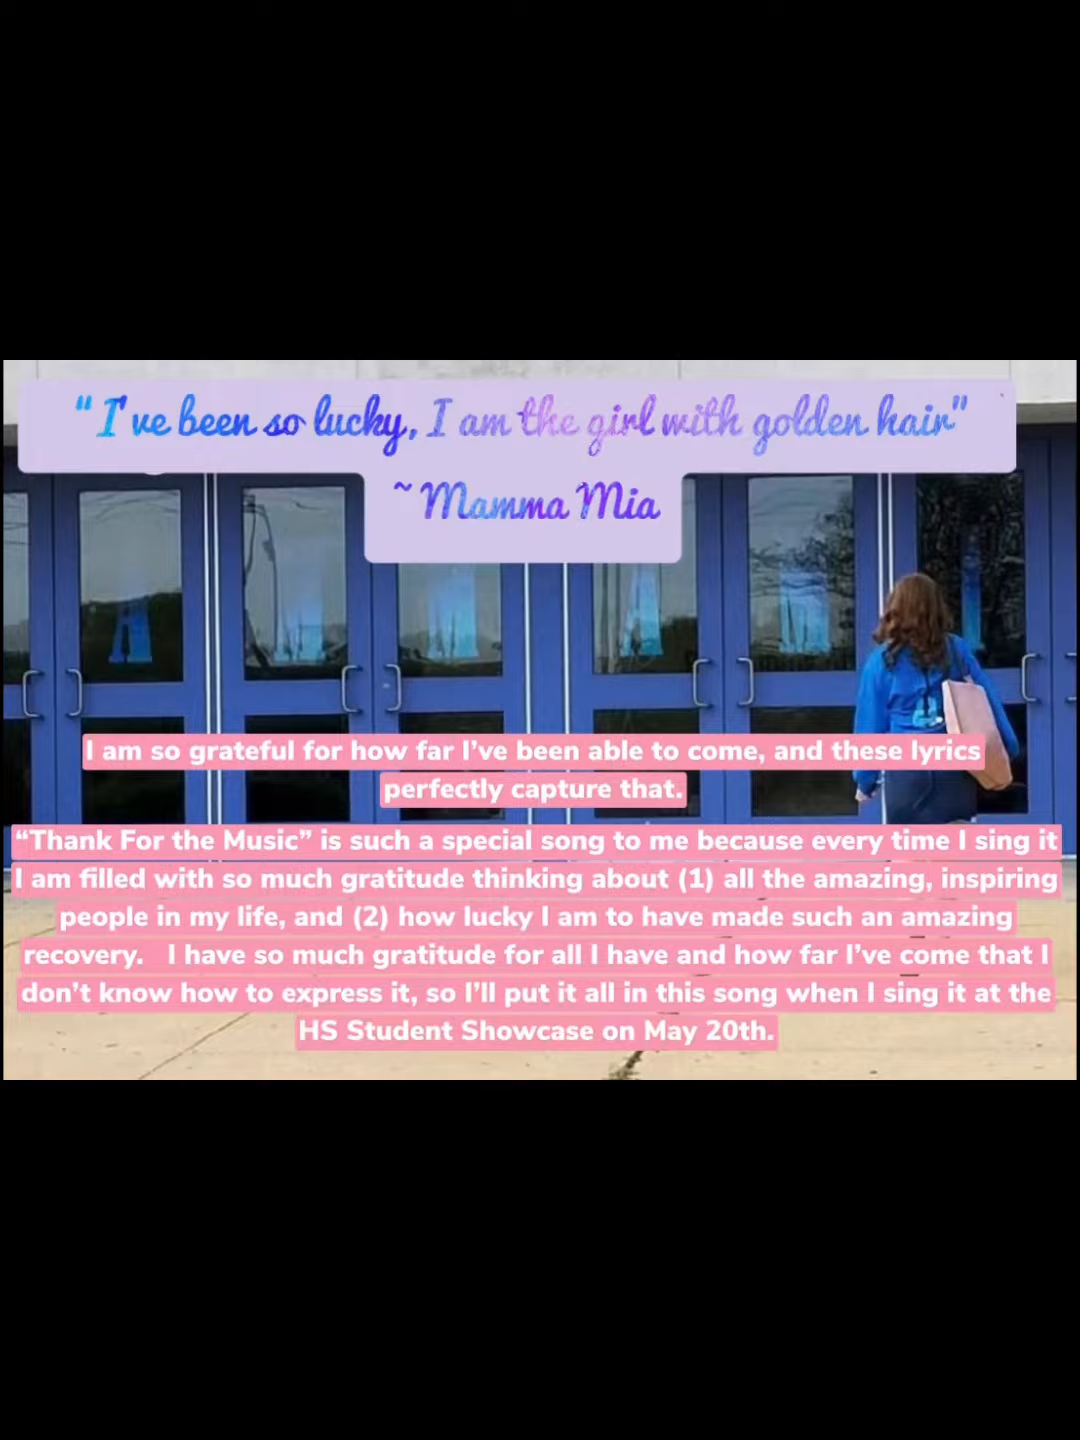 “ I've been so lucky, I am the girl with golden hair”
~ Mamma Mia
I am so grateful for how far I’ve been able to come, and these lyrics
perfectly capture that.
“Thank For the Music” is such a special song to me because every time I sing it
I am filled with so much gratitude thinking about (1) all the amazing, inspiring
people in my life, and (2) how lucky I am to have made such an amazing
recovery. I have so much gratitude for all I have and how far I’ve come that I
don’t know how to express it, so I’ll put it all in this song when I sing it at the
HS Student Showcase on May 20th.